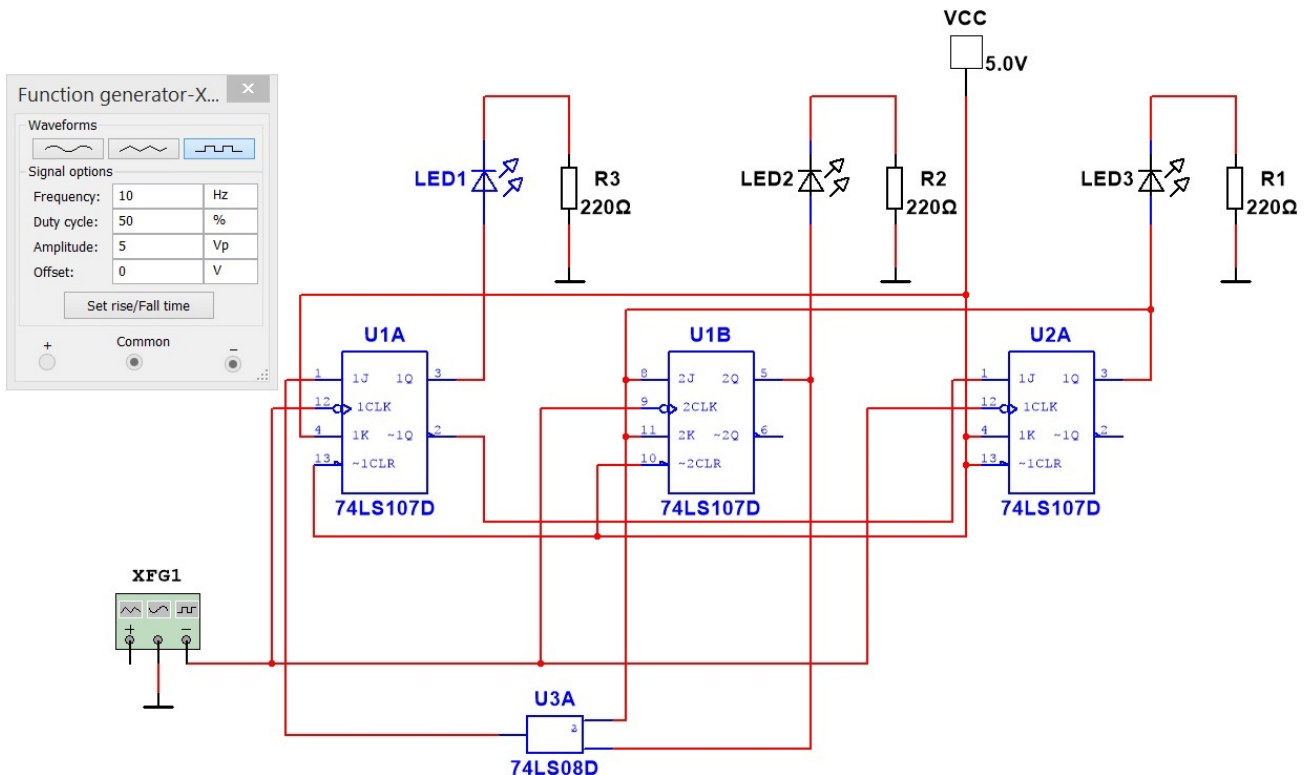 VCC
5.0V
Function generator-X...
Waveforms
Signal options
Frequency: 10 Hz
Duty cycle: 50 %
Amplitude: 5 Vp
Offset: 0 V
Set rise/Fall time
+ Common −
LED1 R3 220Ω
LED2 R2 220Ω
LED3 R1 220Ω
U1A
1 1J 1Q 3
12 1CLK
4 1K ~1Q 2
13 ~1CLR
74LS107D
U1B
8 2J 2Q 5
9 2CLK
11 2K ~2Q 6
10 ~2CLR
74LS107D
U2A
1 1J 1Q 3
12 1CLK
4 1K ~1Q 2
13 ~1CLR
74LS107D
XFG1
+ −
U3A
74LS08D